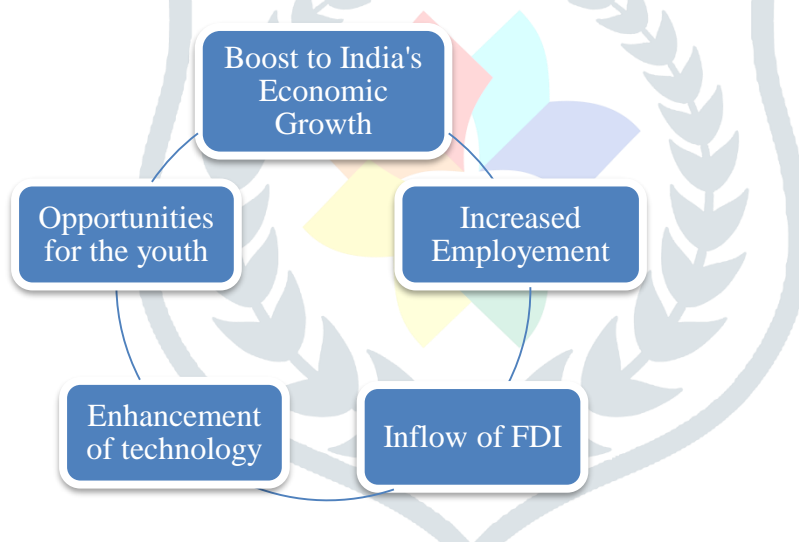 Boost to India's
Economic
Growth
Opportunities
for the youth
Increased
Employement
Enhancement
of technology
Inflow of FDI